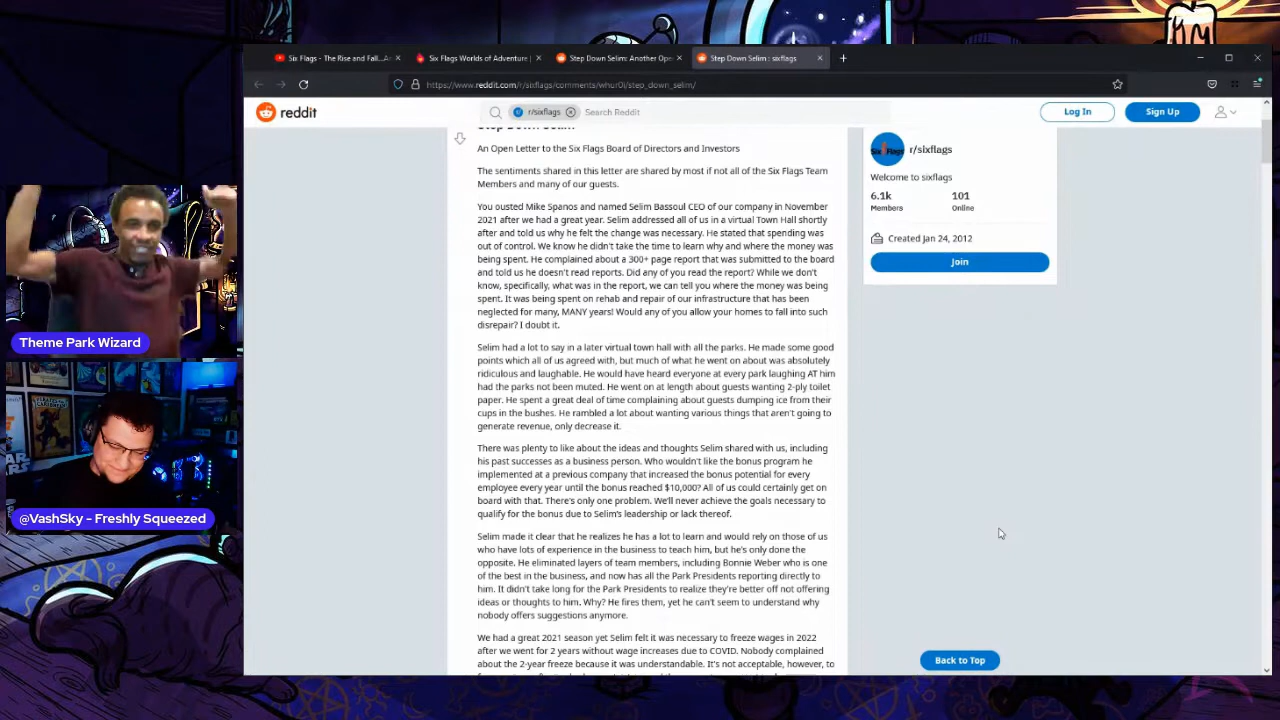 Six Flags - The Rise and Fall...A
Six Flags Worlds of Adventure |
Step Down Selim: Another Ope
Step Down Selim : sixflags
https://www.reddit.com/r/sixflags/comments/whur0i/step_down_selim/
reddit
r/sixflags
Search Reddit
Log In
Sign Up
Step Down Selim
An Open Letter to the Six Flags Board of Directors and Investors
The sentiments shared in this letter are shared by most if not all of the Six Flags Team
Members and many of our guests.
You ousted Mike Spanos and named Selim Bassoul CEO of our company in November
2021 after we had a great year. Selim addressed all of us in a virtual Town Hall shortly
after and told us why he felt the change was necessary. He stated that spending was
out of control. We know he didn't take the time to learn why and where the money was
being spent. He complained about a 300+ page report that was submitted to the board
and told us he doesn't read reports. Did any of you read the report? While we don't
know, specifically, what was in the report, we can tell you where the money was being
spent. It was being spent on rehab and repair of our infrastructure that has been
neglected for many, MANY years! Would any of you allow your homes to fall into such
disrepair? I doubt it.
Selim had a lot to say in a later virtual town hall with all the parks. He made some good
points which all of us agreed with, but much of what he went on about was absolutely
ridiculous and laughable. He would have heard everyone at every park laughing AT him
had the parks not been muted. He went on at length about guests wanting 2-ply toilet
paper. He spent a great deal of time complaining about guests dumping ice from their
cups in the bushes. He rambled a lot about wanting various things that aren't going to
generate revenue, only decrease it.
There was plenty to like about the ideas and thoughts Selim shared with us, including
his past successes as a business person. Who wouldn't like the bonus program he
implemented at a previous company that increased the bonus potential for every
employee every year until the bonus reached $10,000? All of us could certainly get on
board with that. There's only one problem. We'll never achieve the goals necessary to
qualify for the bonus due to Selim's leadership or lack thereof.
Selim made it clear that he realizes he has a lot to learn and would rely on those of us
who have lots of experience in the business to teach him, but he's only done the
opposite. He eliminated layers of team members, including Bonnie Weber who is one
of the best in the business, and now has all the Park Presidents reporting directly to
him. It didn't take long for the Park Presidents to realize they're better off not offering
ideas or thoughts to him. Why? He fires them, yet he can't seem to understand why
nobody offers suggestions anymore.
We had a great 2021 season yet Selim felt it was necessary to freeze wages in 2022
after we went for 2 years without wage increases due to COVID. Nobody complained
about the 2-year freeze because it was understandable. It's not acceptable, however, to
Six Flags
r/sixflags
Welcome to sixflags
6.1k
101
Members
Online
Created Jan 24, 2012
Join
Back to Top
Theme Park Wizard
@VashSky - Freshly Squeezed